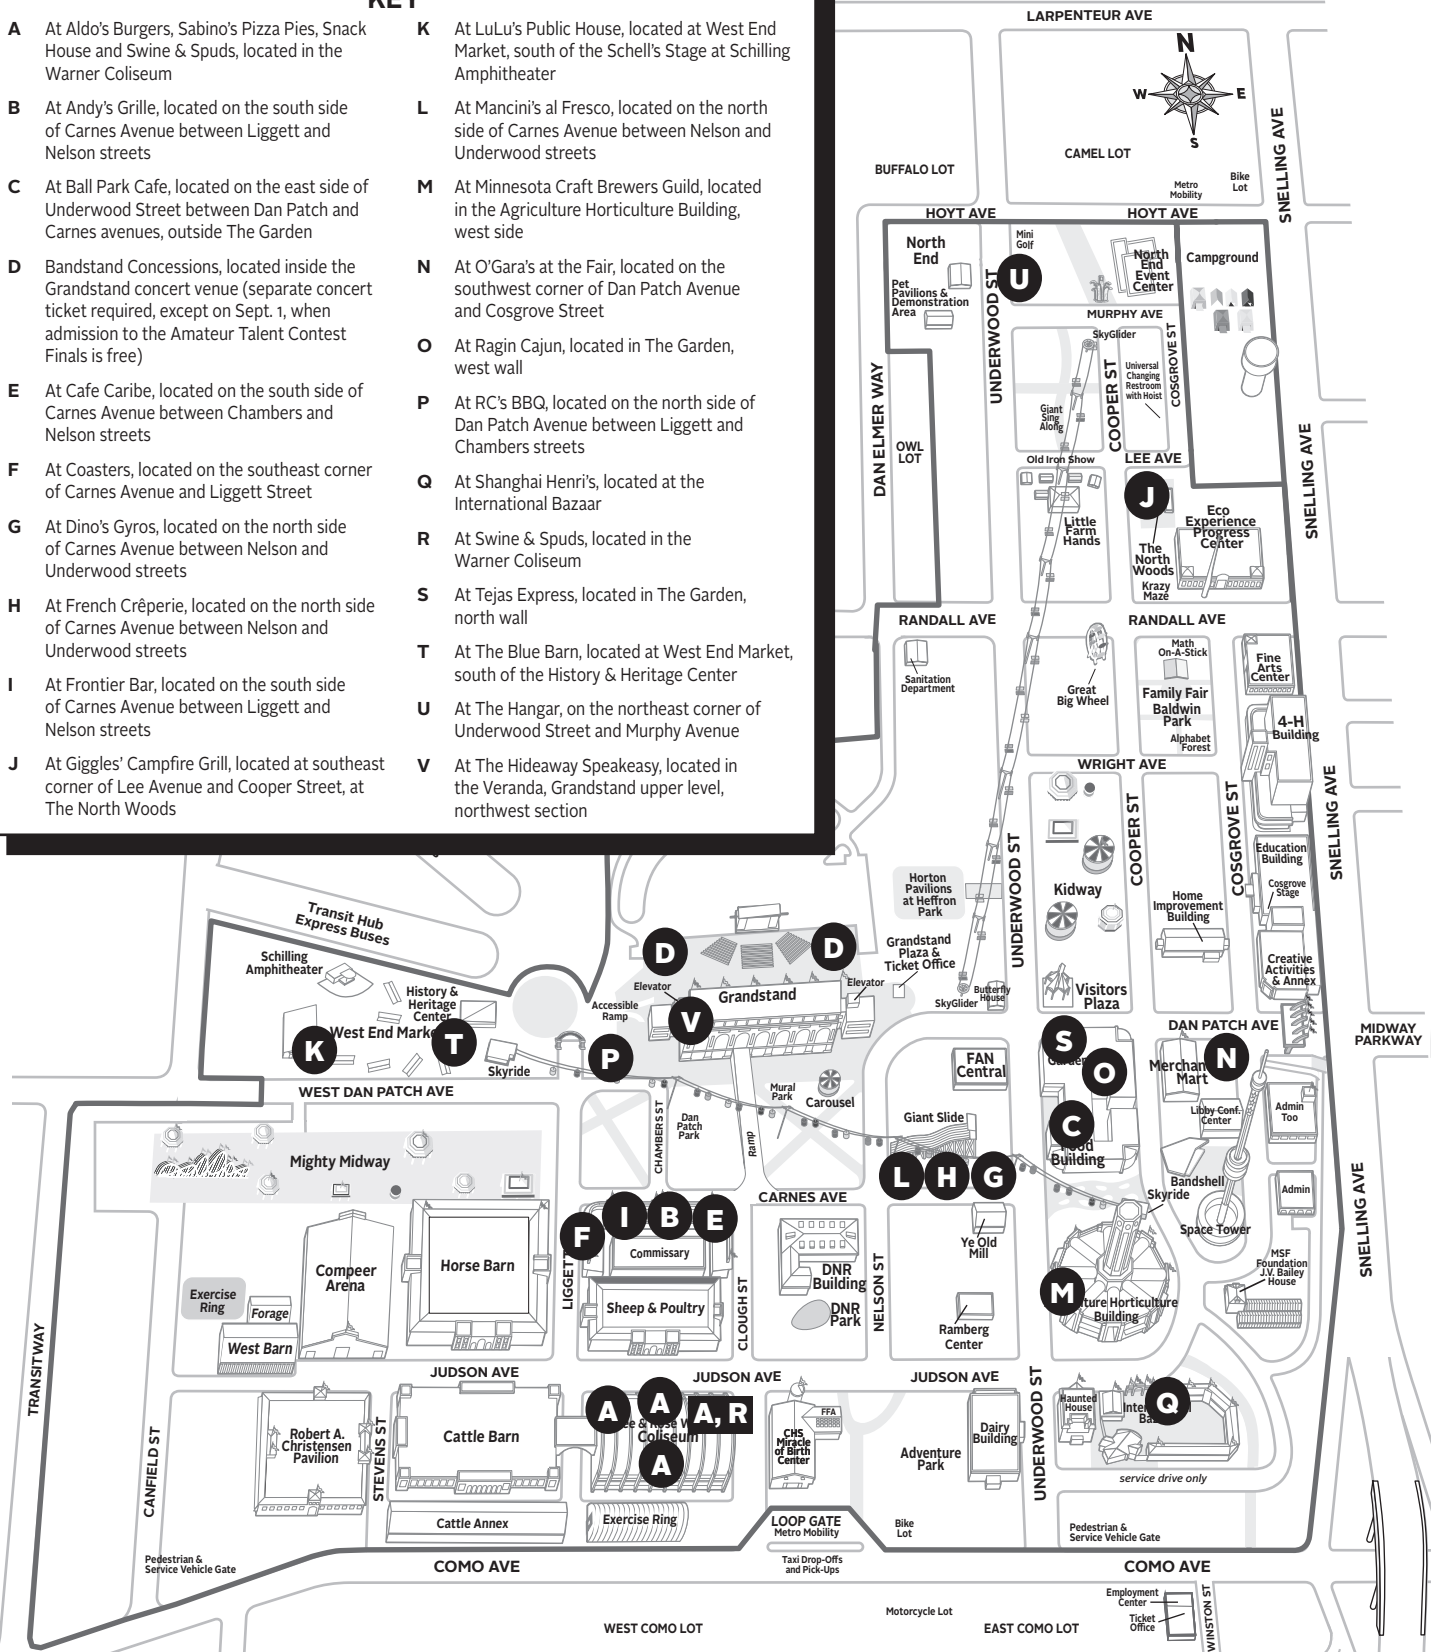 KEY
A At Aldo's Burgers, Sabino's Pizza Pies, Snack
House and Swine & Spuds, located in the
Warner Coliseum
B At Andy's Grille, located on the south side
of Carnes Avenue between Liggett and
Nelson streets
C At Ball Park Cafe, located on the east side of
Underwood Street between Dan Patch and
Carnes avenues, outside The Garden
D Bandstand Concessions, located inside the
Grandstand concert venue (separate concert
ticket required, except on Sept. 1, when
admission to the Amateur Talent Contest
Finals is free)
E At Cafe Caribe, located on the south side of
Carnes Avenue between Chambers and
Nelson streets
F At Coasters, located on the southeast corner
of Carnes Avenue and Liggett Street
G At Dino's Gyros, located on the north side
of Carnes Avenue between Nelson and
Underwood streets
H At French Crêperie, located on the north side
of Carnes Avenue between Nelson and
Underwood streets
I At Frontier Bar, located on the south side
of Carnes Avenue between Liggett and
Nelson streets
J At Giggles' Campfire Grill, located at southeast
corner of Lee Avenue and Cooper Street, at
The North Woods
K At LuLu's Public House, located at West End
Market, south of the Schell's Stage at Schilling
Amphitheater
L At Mancini's al Fresco, located on the north
side of Carnes Avenue between Nelson and
Underwood streets
M At Minnesota Craft Brewers Guild, located
in the Agriculture Horticulture Building,
west side
N At O'Gara's at the Fair, located on the
southwest corner of Dan Patch Avenue
and Cosgrove Street
O At Ragin Cajun, located in The Garden,
west wall
P At RC's BBQ, located on the north side of
Dan Patch Avenue between Liggett and
Chambers streets
Q At Shanghai Henri's, located at the
International Bazaar
R At Swine & Spuds, located in the
Warner Coliseum
S At Tejas Express, located in The Garden,
north wall
T At The Blue Barn, located at West End Market,
south of the History & Heritage Center
U At The Hangar, on the northeast corner of
Underwood Street and Murphy Avenue
V At The Hideaway Speakeasy, located in
the Veranda, Grandstand upper level,
northwest section
LARPENTEUR AVE
N
W
E
S
SNELLING AVE
CAMEL LOT
BUFFALO LOT
Metro
Mobility
Bike
Lot
HOYT AVE
HOYT AVE
North
End
Mini
Golf
U
North
End
Event
Center
Campground
Pet
Pavilions &
Demonstration
Area
UNDERWOOD ST
MURPHY AVE
SkyGlider
COSGROVE ST
COOPER ST
Universal
Changing
Restroom
with Hoist
DAN ELMER WAY
Giant
Sing
Along
OWL
LOT
Old Iron Show
LEE AVE
SNELLING AVE
J
Little
Farm
Hands
The
North
Woods
Krazy
Maze
Eco
Experience
Progress
Center
RANDALL AVE
RANDALL AVE
Sanitation
Department
Great
Big Wheel
Math
On-A-Stick
Family Fair
Baldwin
Park
Alphabet
Forest
Fine
Arts
Center
4-H
Building
WRIGHT AVE
SNELLING AVE
COOPER ST
COSGROVE ST
UNDERWOOD ST
Kidway
Education
Building
Cosgrove
Stage
Home
Improvement
Building
Horton
Pavilions
at Heffron
Park
Creative
Activities
& Annex
Visitors
Plaza
Transit Hub
Express Buses
Schilling
Amphitheater
History &
Heritage
Center
West End Marke
K
T
Skyride
Accessible
Ramp
Elevator
D
D
V
Grandstand
Elevator
Grandstand
Plaza &
Ticket Office
SkyGlider
Butterfly
House
P
DAN PATCH AVE
MIDWAY
PARKWAY
WEST DAN PATCH AVE
S
O
C
Building
FAN
Central
Merchan
Mart
N
Libby Conf.
Center
Admin
Too
Admin
Mural
Park
Carousel
Giant Slide
CHAMBERS ST
Dan
Patch
Park
Ramp
Mighty Midway
L
H
G
CARNES AVE
Bandshell
Skyride
Space Tower
SNELLING AVE
F
I
B
E
Commissary
LIGGETT
Compeer
Arena
Horse Barn
Sheep & Poultry
CLOUGH ST
DNR
Building
DNR
Park
NELSON ST
Ye Old
Mill
Ramberg
Center
M
ture Horticulture
Building
MSF
Foundation
J.V. Bailey
House
Exercise
Ring
Forage
West Barn
TRANSITWAY
JUDSON AVE
JUDSON AVE
JUDSON AVE
CANFIELD ST
Robert A.
Christensen
Pavilion
STEVENS ST
Cattle Barn
A
A
A, R
Coliseum
A
CHS
Miracle
of Birth
Center
FFA
Adventure
Park
Dairy
Building
UNDERWOOD ST
Haunted
House
Q
service drive only
Cattle Annex
Exercise Ring
LOOP GATE
Metro Mobility
Bike
Lot
Pedestrian &
Service Vehicle Gate
Pedestrian &
Service Vehicle Gate
COMO AVE
Taxi Drop-Offs
and Pick-Ups
COMO AVE
WEST COMO LOT
Motorcycle Lot
EAST COMO LOT
Employment
Center
Ticket
Office
WINSTON ST